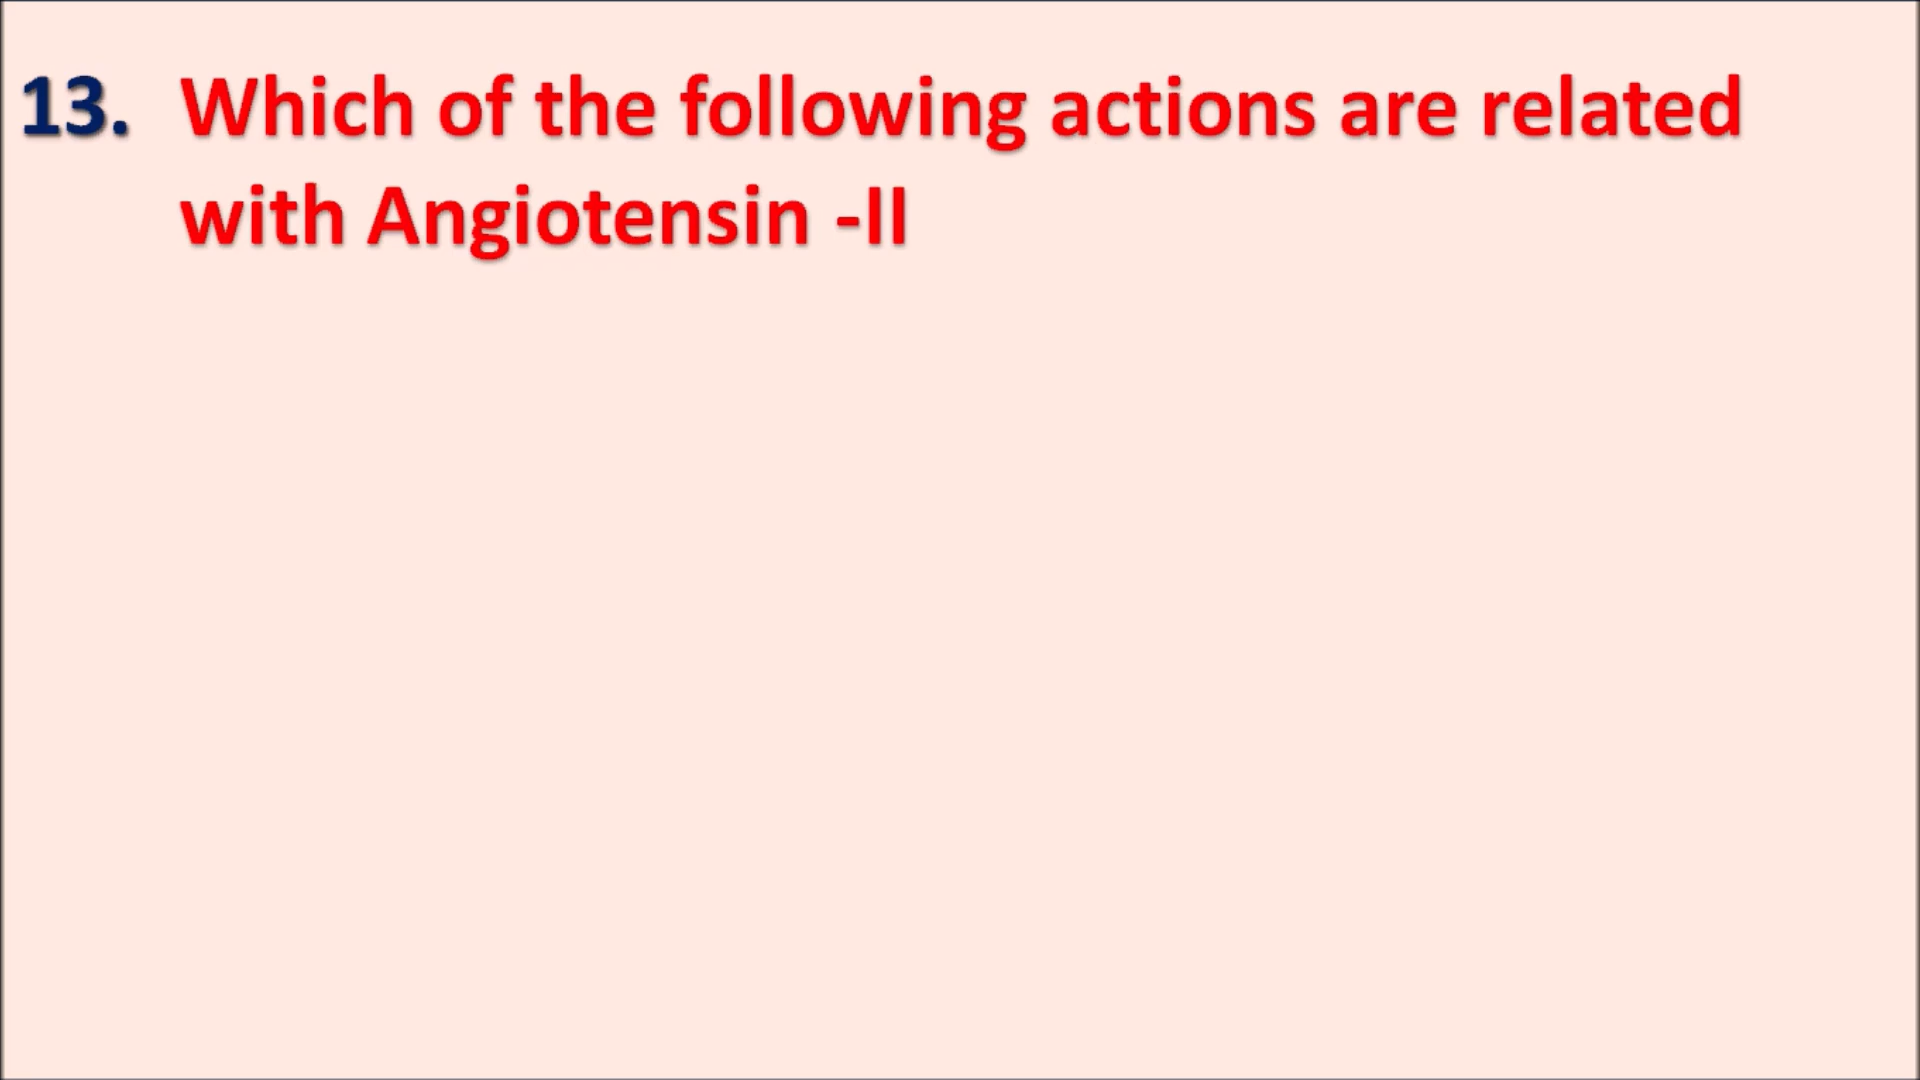 13. Which of the following actions are related
with Angiotensin -II